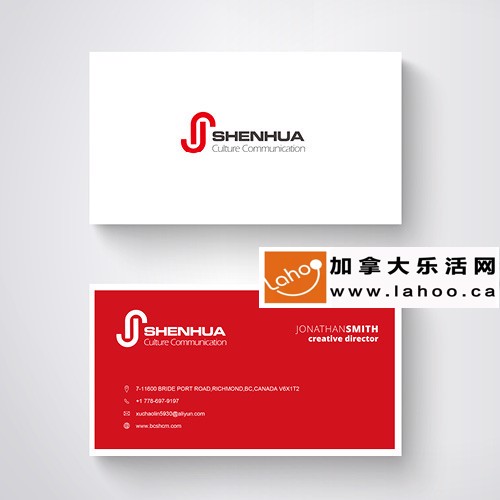 SHENHUA
Culture Communication
Lahoo
加拿大乐活网
www.lahoo.ca
SHENHUA
Culture Communication
JONATHANSMITH
creative director
7-11600 BRIDE PORT ROAD,RICHMOND,BC,CANADA V6X1T2
+1 778-697-9197
xuchaolin5930@aliyun.com
www.bcshcm.com